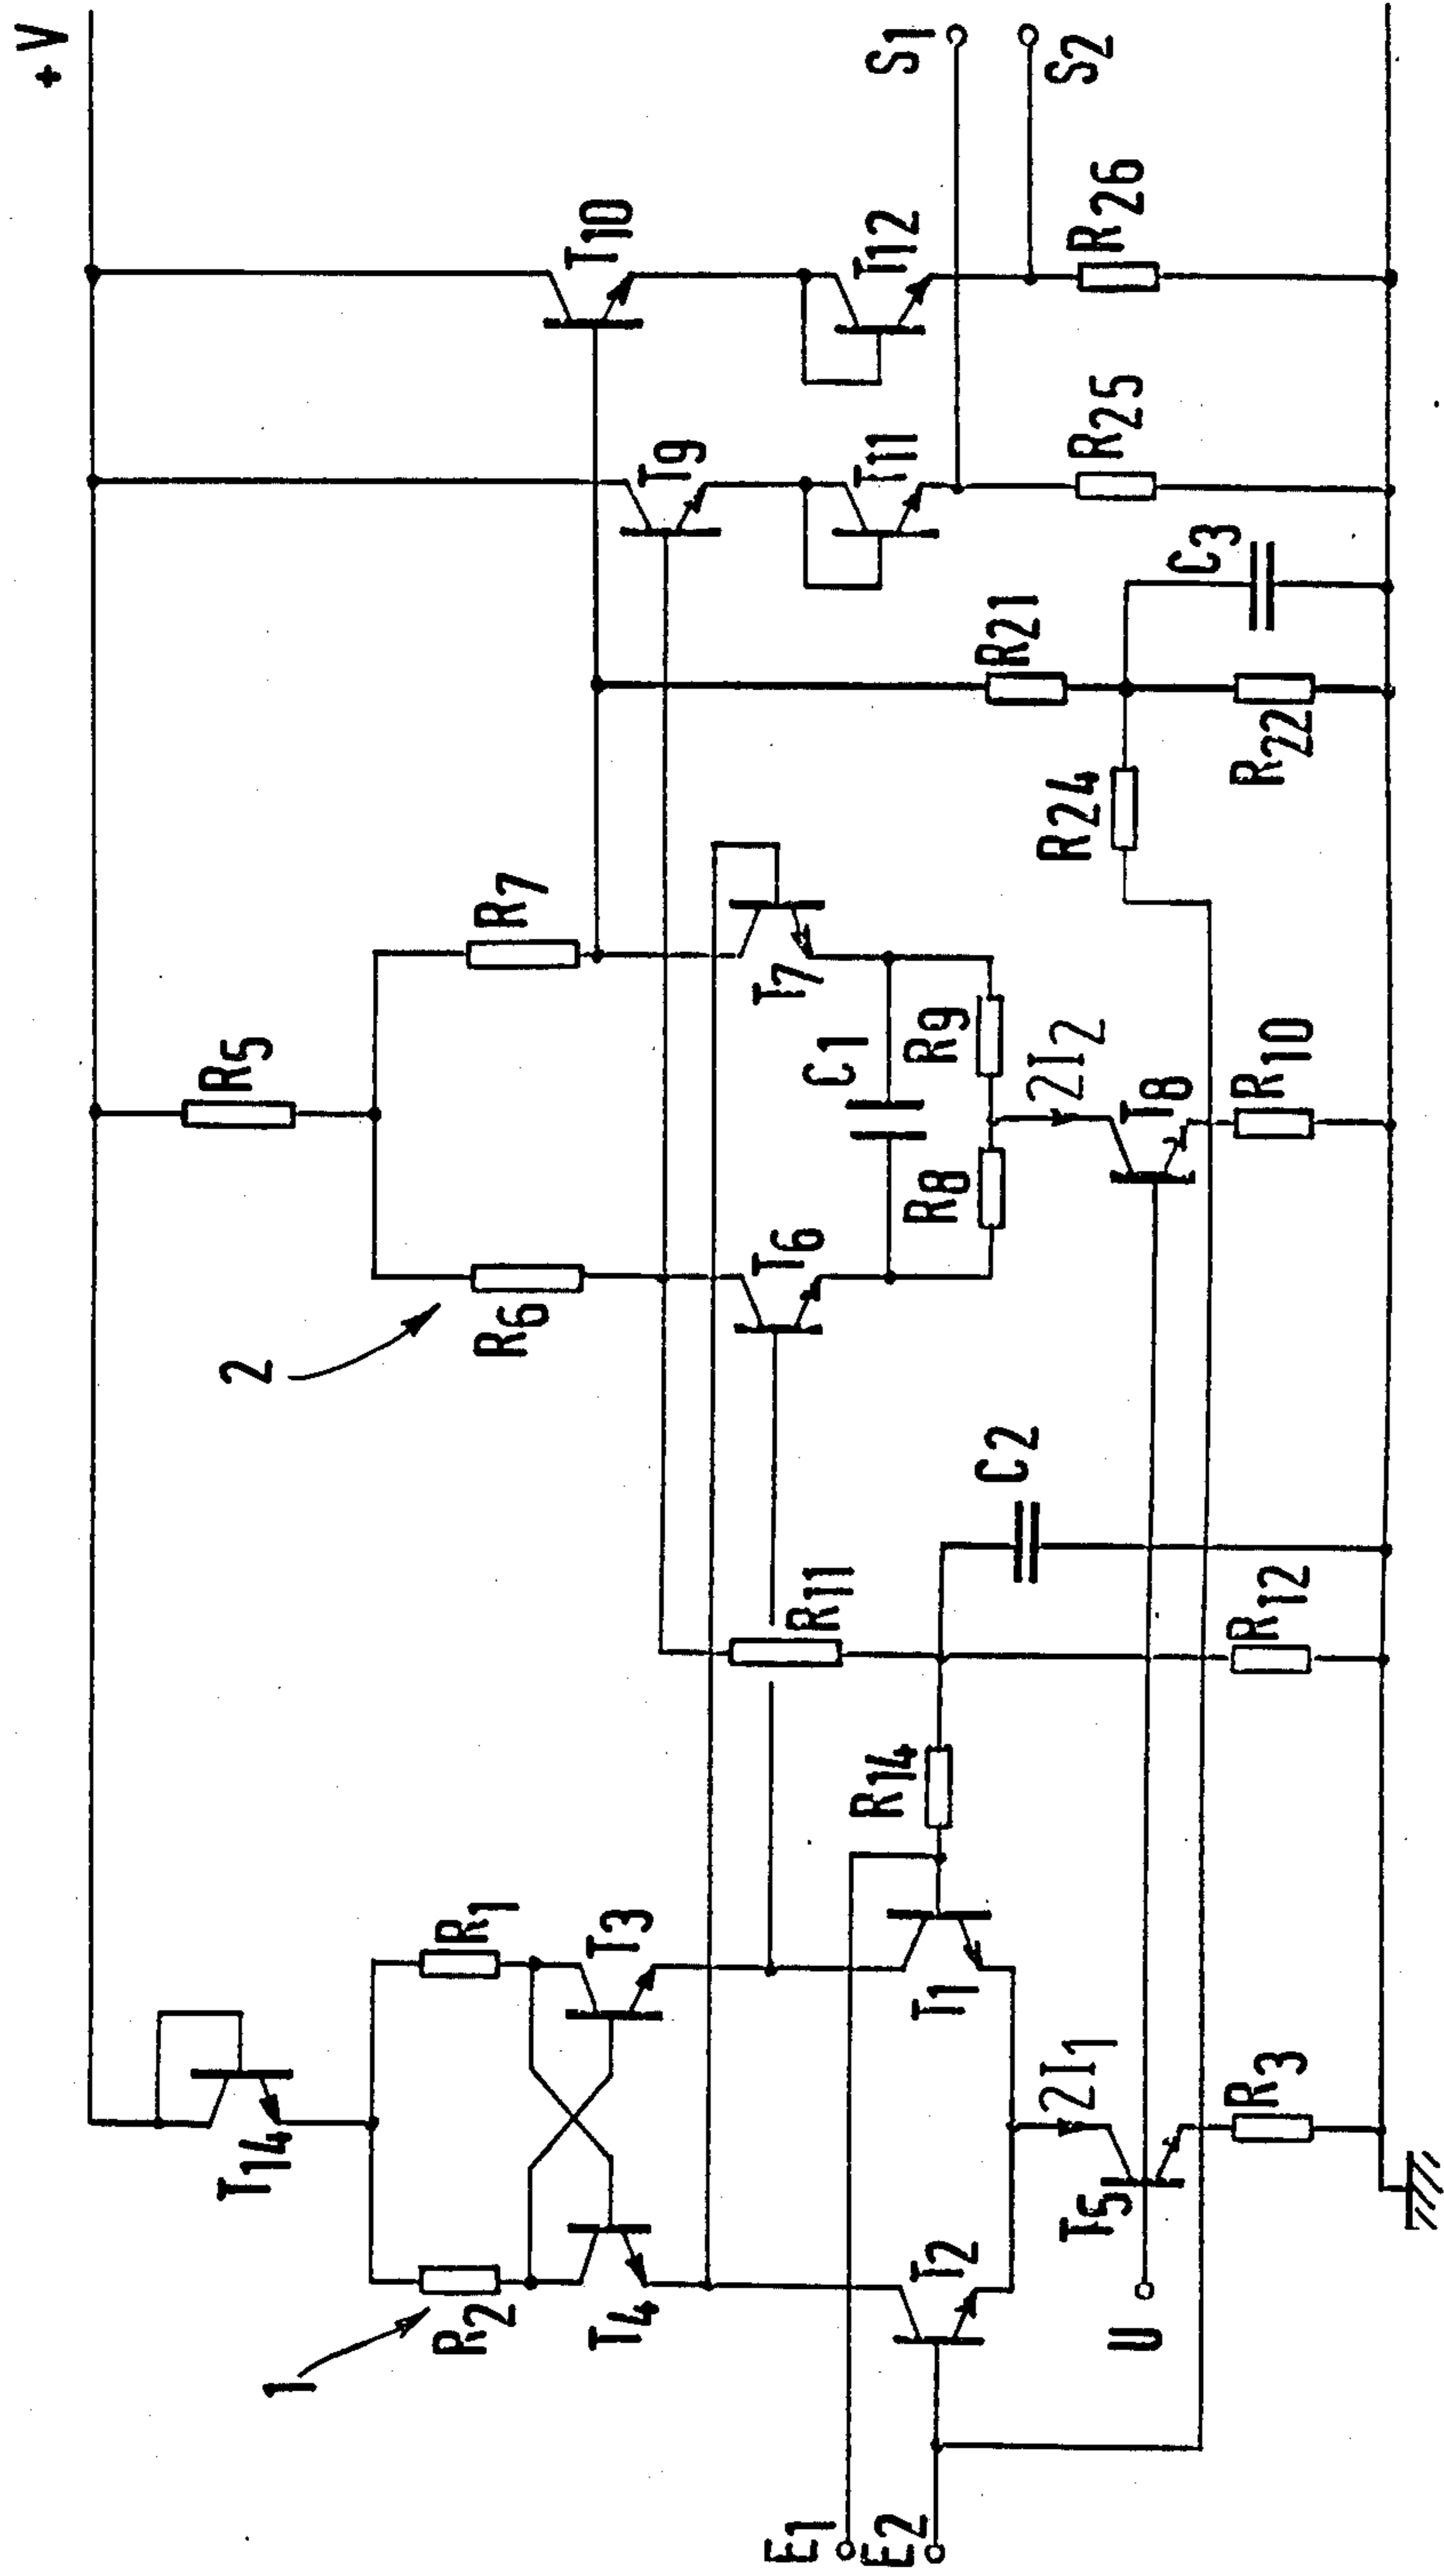 + V
S1
S2
T10
T12
R26
T9
T11
R25
C3
R21
R22
R24
R7
T7
R5
C1
R9
2I2
T8
R10
R8
T6
R6
2
C2
R11
R12
R14
R1
T3
T1
T14
2I1
R3
T5
T2
T4
R2
1
U
E1
E2